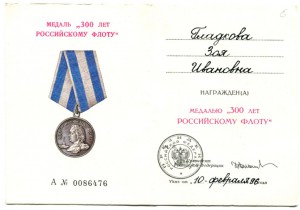 МЕДАЛЬ „300 ЛЕТ
РОССИЙСКОМУ ФЛОТУ"
А № 0086476
Гладкова
Зоя
Ивановна
НАГРАЖДЕН(А)
МЕДАЛЬЮ „300 ЛЕТ
РОССИЙСКОМУ ФЛОТУ"
10 февраля 96